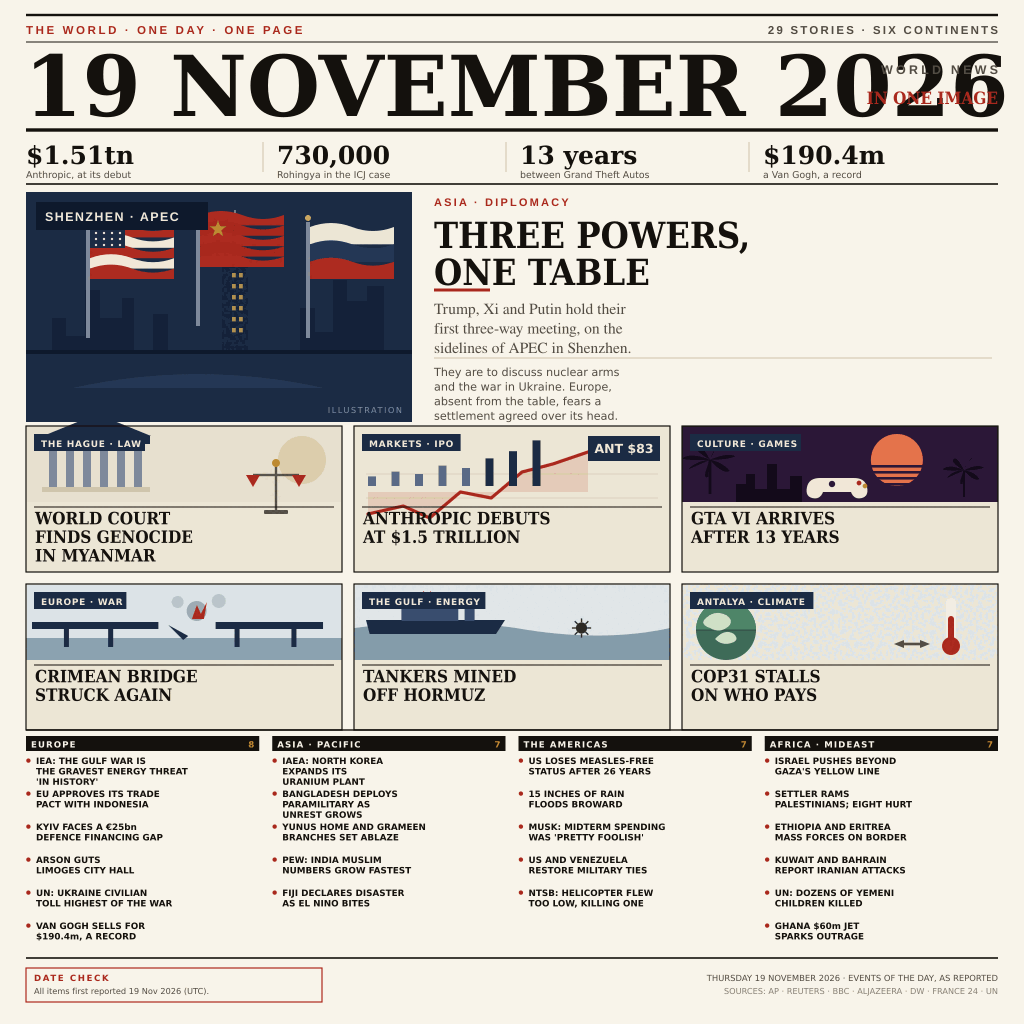 THE WORLD · ONE DAY · ONE PAGE
29 STORIES · SIX CONTINENTS
19 NOVEMBER 2026
WORLD NEWS
IN ONE IMAGE
$1.51tn
Anthropic, at its debut
730,000
Rohingya in the ICJ case
13 years
between Grand Theft Autos
$190.4m
a Van Gogh, a record
SHENZHEN · APEC
ILLUSTRATION
ASIA · DIPLOMACY
THREE POWERS,
ONE TABLE
Trump, Xi and Putin hold their
first three-way meeting, on the
sidelines of APEC in Shenzhen.
They are to discuss nuclear arms
and the war in Ukraine. Europe,
absent from the table, fears a
settlement agreed over its head.
THE HAGUE · LAW
WORLD COURT
FINDS GENOCIDE
IN MYANMAR
MARKETS · IPO
ANT $83
ANTHROPIC DEBUTS
AT $1.5 TRILLION
CULTURE · GAMES
GTA VI ARRIVES
AFTER 13 YEARS
EUROPE · WAR
CRIMEAN BRIDGE
STRUCK AGAIN
THE GULF · ENERGY
TANKERS MINED
OFF HORMUZ
ANTALYA · CLIMATE
COP31 STALLS
ON WHO PAYS
EUROPE 8
• IEA: THE GULF WAR IS
THE GRAVEST ENERGY THREAT
'IN HISTORY'
• EU APPROVES ITS TRADE
PACT WITH INDONESIA
• KYIV FACES A €25bn
DEFENCE FINANCING GAP
• ARSON GUTS
LIMOGES CITY HALL
• UN: UKRAINE CIVILIAN
TOLL HIGHEST OF THE WAR
• VAN GOGH SELLS FOR
$190.4m, A RECORD
ASIA · PACIFIC 7
• IAEA: NORTH KOREA
EXPANDS ITS
URANIUM PLANT
• BANGLADESH DEPLOYS
PARAMILITARY AS
UNREST GROWS
• YUNUS HOME AND GRAMEEN
BRANCHES SET ABLAZE
• PEW: INDIA MUSLIM
NUMBERS GROW FASTEST
• FIJI DECLARES DISASTER
AS EL NINO BITES
THE AMERICAS 7
• US LOSES MEASLES-FREE
STATUS AFTER 26 YEARS
• 15 INCHES OF RAIN
FLOODS BROWARD
• MUSK: MIDTERM SPENDING
WAS 'PRETTY FOOLISH'
• US AND VENEZUELA
RESTORE MILITARY TIES
• NTSB: HELICOPTER FLEW
TOO LOW, KILLING ONE
AFRICA · MIDEAST 7
• ISRAEL PUSHES BEYOND
GAZA'S YELLOW LINE
• SETTLER RAMS
PALESTINIANS; EIGHT HURT
• ETHIOPIA AND ERITREA
MASS FORCES ON BORDER
• KUWAIT AND BAHRAIN
REPORT IRANIAN ATTACKS
• UN: DOZENS OF YEMENI
CHILDREN KILLED
• GHANA $60m JET
SPARKS OUTRAGE
DATE CHECK
All items first reported 19 Nov 2026 (UTC).
THURSDAY 19 NOVEMBER 2026 · EVENTS OF THE DAY, AS REPORTED
SOURCES: AP · REUTERS · BBC · ALJAZEERA · DW · FRANCE 24 · UN